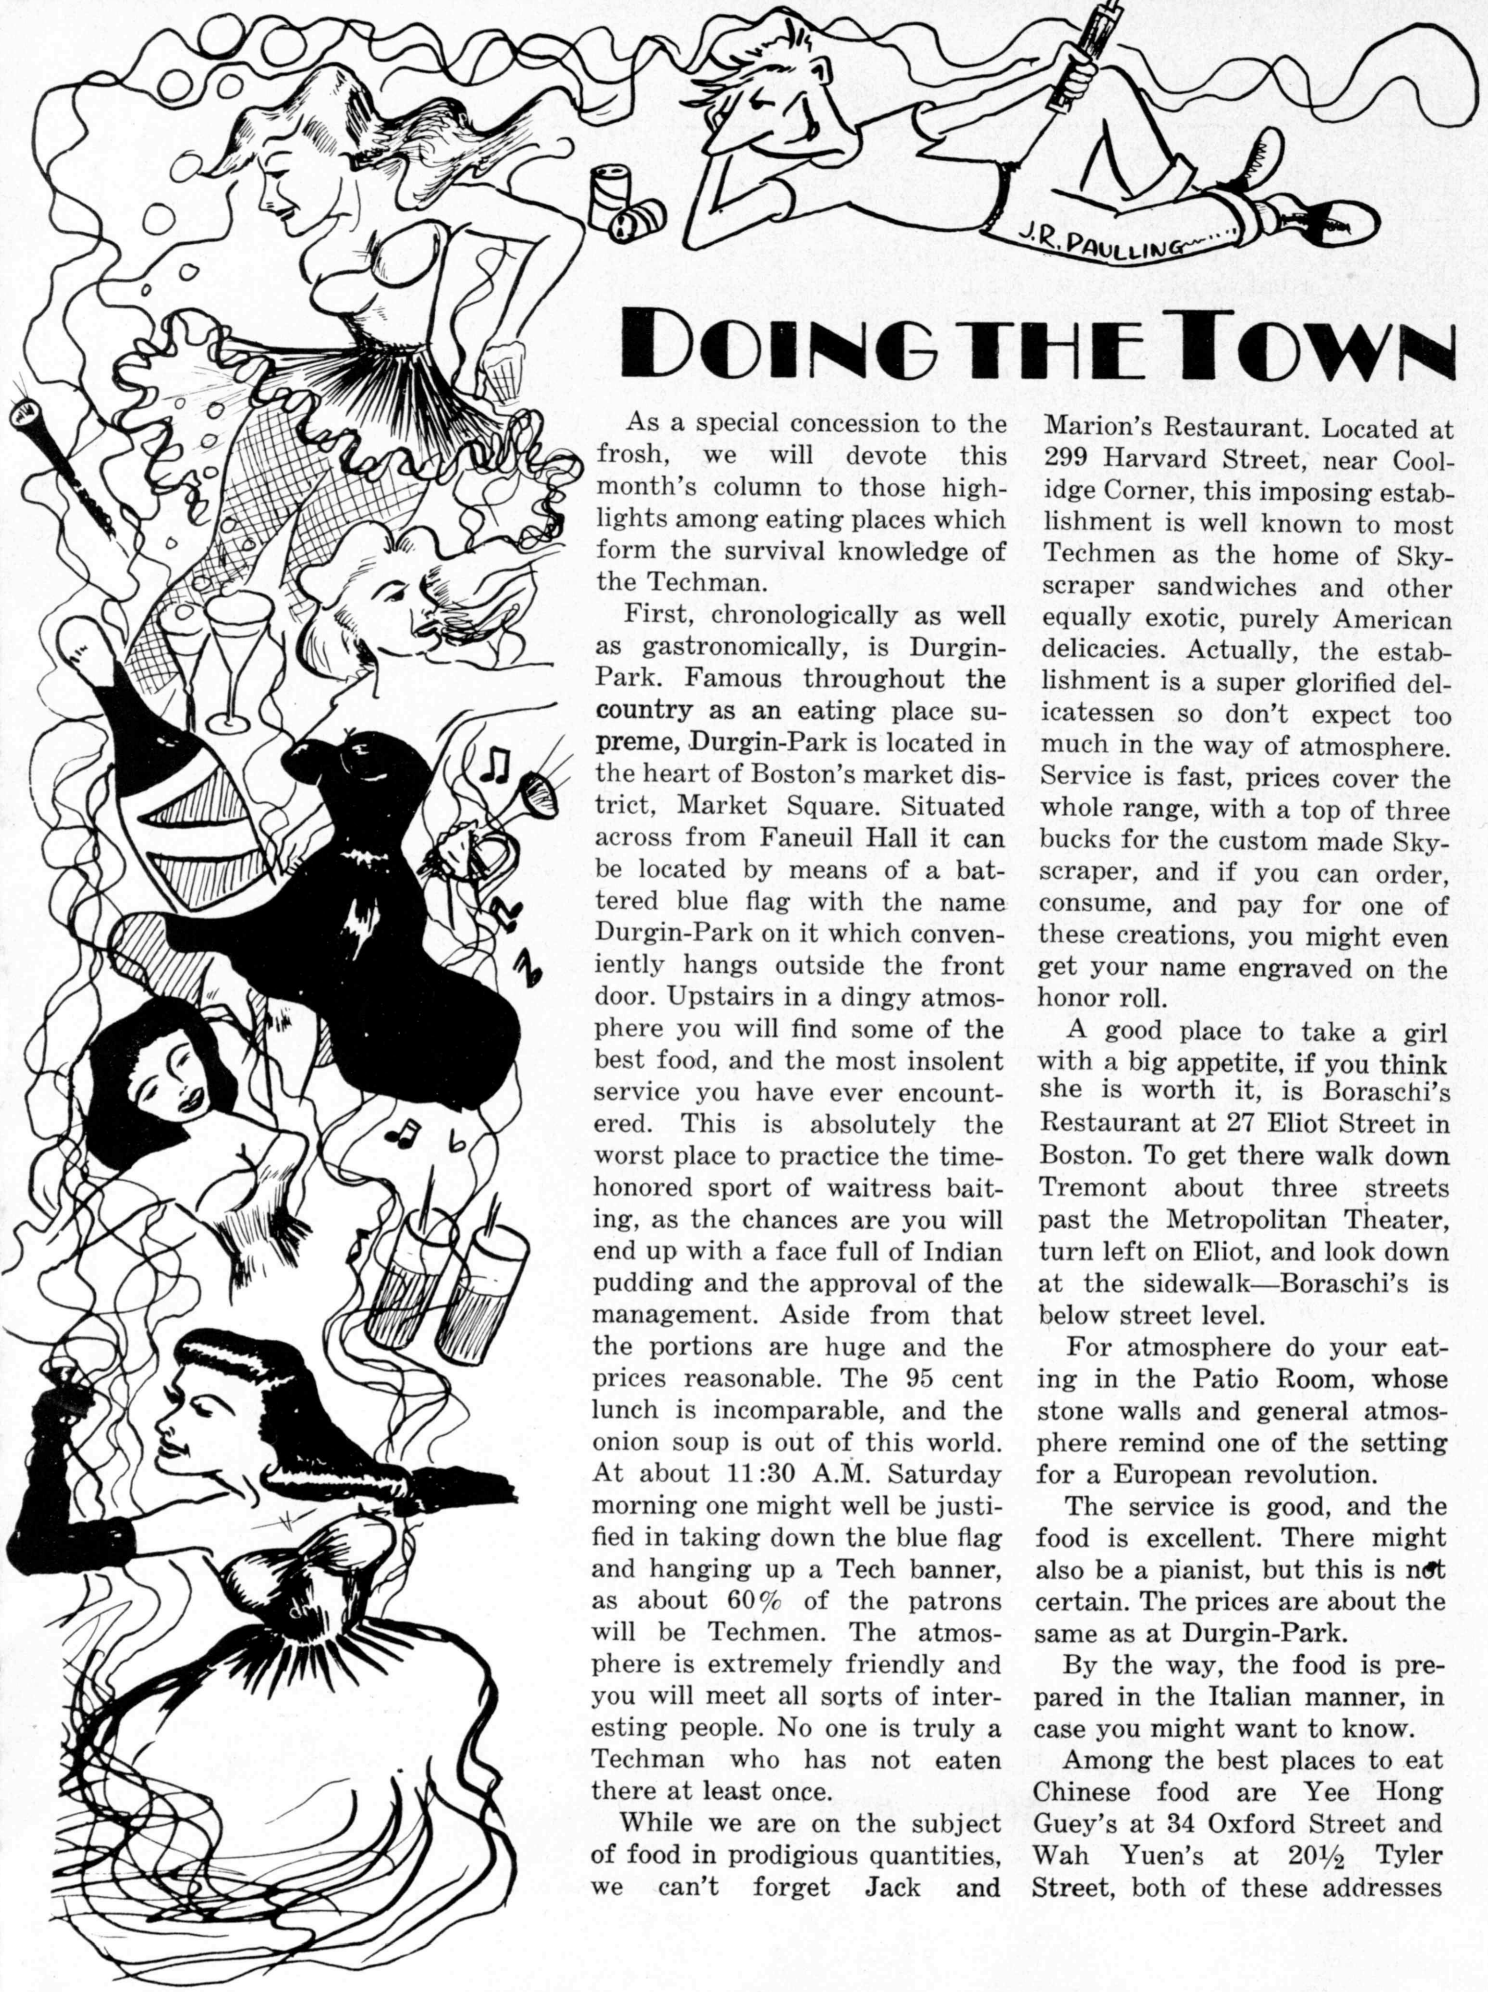 J.R. PAULLING
DOING THE TOWN
As a special concession to the
frosh, we will devote this
month's column to those high-
lights among eating places which
form the survival knowledge of
the Techman.
First, chronologically as well
as gastronomically, is Durgin-
Park. Famous throughout the
country as an eating place su-
preme, Durgin-Park is located in
the heart of Boston's market dis-
trict, Market Square. Situated
across from Faneuil Hall it can
be located by means of a bat-
tered blue flag with the name
Durgin-Park on it which conven-
iently hangs outside the front
door. Upstairs in a dingy atmos-
phere you will find some of the
best food, and the most insolent
service you have ever encount-
ered. This is absolutely the
worst place to practice the time-
honored sport of waitress bait-
ing, as the chances are you will
end up with a face full of Indian
pudding and the approval of the
management. Aside from that
the portions are huge and the
prices reasonable. The 95 cent
lunch is incomparable, and the
onion soup is out of this world.
At about 11:30 A.M. Saturday
morning one might well be justi-
fied in taking down the blue flag
and hanging up a Tech banner,
as about 60% of the patrons
will be Techmen. The atmos-
phere is extremely friendly and
you will meet all sorts of inter-
esting people. No one is truly a
Techman who has not eaten
there at least once.
While we are on the subject
of food in prodigious quantities,
we can't forget Jack and
Marion's Restaurant. Located at
299 Harvard Street, near Cool-
idge Corner, this imposing estab-
lishment is well known to most
Techmen as the home of Sky-
scraper sandwiches and other
equally exotic, purely American
delicacies. Actually, the estab-
lishment is a super glorified del-
icatessen so don't expect too
much in the way of atmosphere.
Service is fast, prices cover the
whole range, with a top of three
bucks for the custom made Sky-
scraper, and if you can order,
consume, and pay for one of
these creations, you might even
get your name engraved on the
honor roll.
A good place to take a girl
with a big appetite, if you think
she is worth it, is Boraschi's
Restaurant at 27 Eliot Street in
Boston. To get there walk down
Tremont about three streets
past the Metropolitan Theater,
turn left on Eliot, and look down
at the sidewalk—Boraschi's is
below street level.
For atmosphere do your eat-
ing in the Patio Room, whose
stone walls and general atmos-
phere remind one of the setting
for a European revolution.
The service is good, and the
food is excellent. There might
also be a pianist, but this is not
certain. The prices are about the
same as at Durgin-Park.
By the way, the food is pre-
pared in the Italian manner, in
case you might want to know.
Among the best places to eat
Chinese food are Yee Hong
Guey's at 34 Oxford Street and
Wah Yuen's at 20½ Tyler
Street, both of these addresses